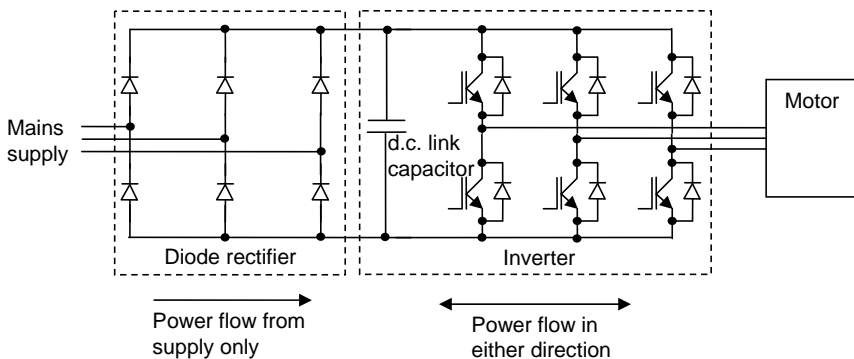 Mains
supply
d.c. link
capacitor
Motor
Diode rectifier
Inverter
Power flow from
supply only
Power flow in
either direction